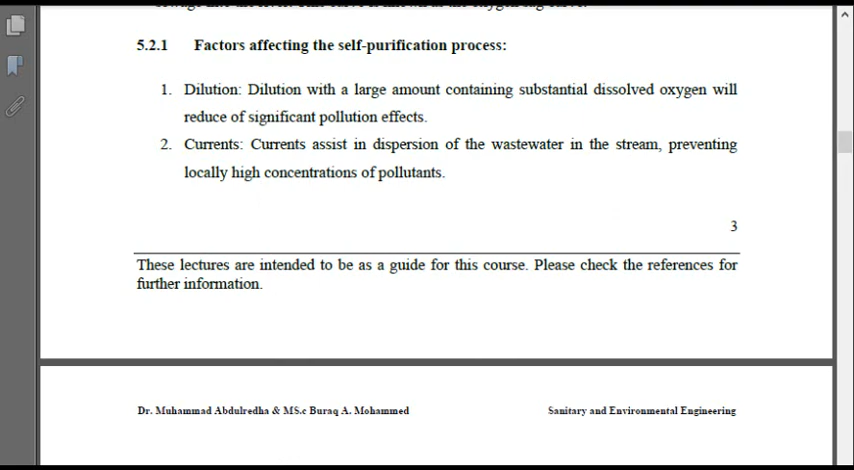 5.2.1 Factors affecting the self-purification process:
1. Dilution: Dilution with a large amount containing substantial dissolved oxygen will
reduce of significant pollution effects.
2. Currents: Currents assist in dispersion of the wastewater in the stream, preventing
locally high concentrations of pollutants.
3
These lectures are intended to be as a guide for this course. Please check the references for
further information.
Dr. Muhammad Abdulredha & MS.c Buraq A. Mohammed
Sanitary and Environmental Engineering